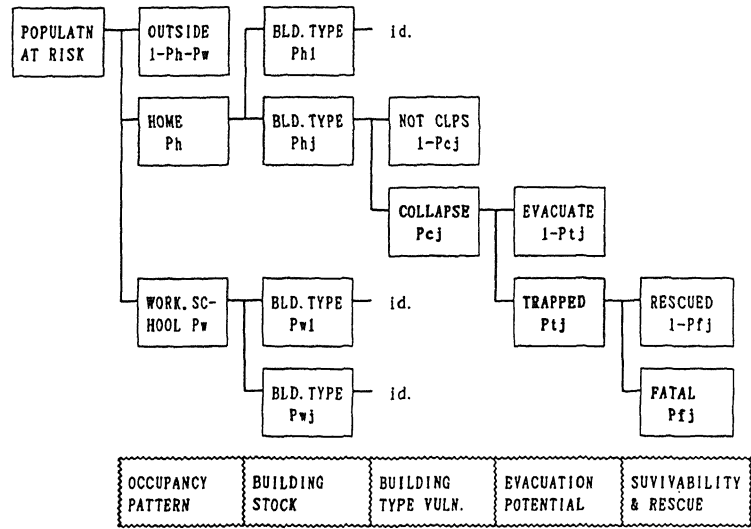 POPULATN
AT RISK
OUTSIDE
1-Ph-Pw
BLD. TYPE
Ph1
id.
HOME
Ph
BLD. TYPE
Phj
NOT CLPS
1-Pcj
COLLAPSE
Pcj
EVACUATE
1-Ptj
WORK. SC-
HOOL Pw
BLD. TYPE
Pw1
id.
TRAPPED
Ptj
RESCUED
1-Pfj
BLD. TYPE
Pwj
id.
FATAL
Pfj
OCCUPANCY
PATTERN
BUILDING
STOCK
BUILDING
TYPE VULN.
EVACUATION
POTENTIAL
SUVIVABILITY
& RESCUE